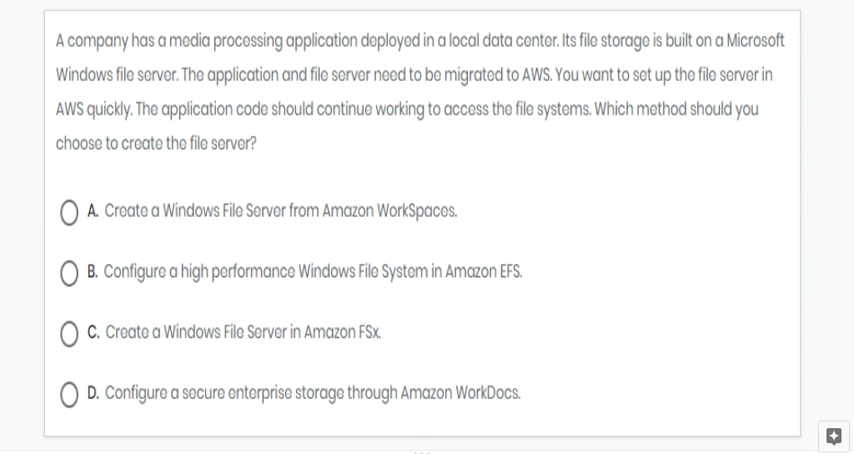 A company has a media processing application deployed in a local data center. Its file storage is built on a Microsoft
Windows file server. The application and file server need to be migrated to AWS. You want to set up the file server in
AWS quickly. The application code should continue working to access the file systems. Which method should you
choose to create the file server?
A. Create a Windows File Server from Amazon WorkSpaces.
B. Configure a high performance Windows File System in Amazon EFS.
C. Create a Windows File Server in Amazon FSx.
D. Configure a secure enterprise storage through Amazon WorkDocs.